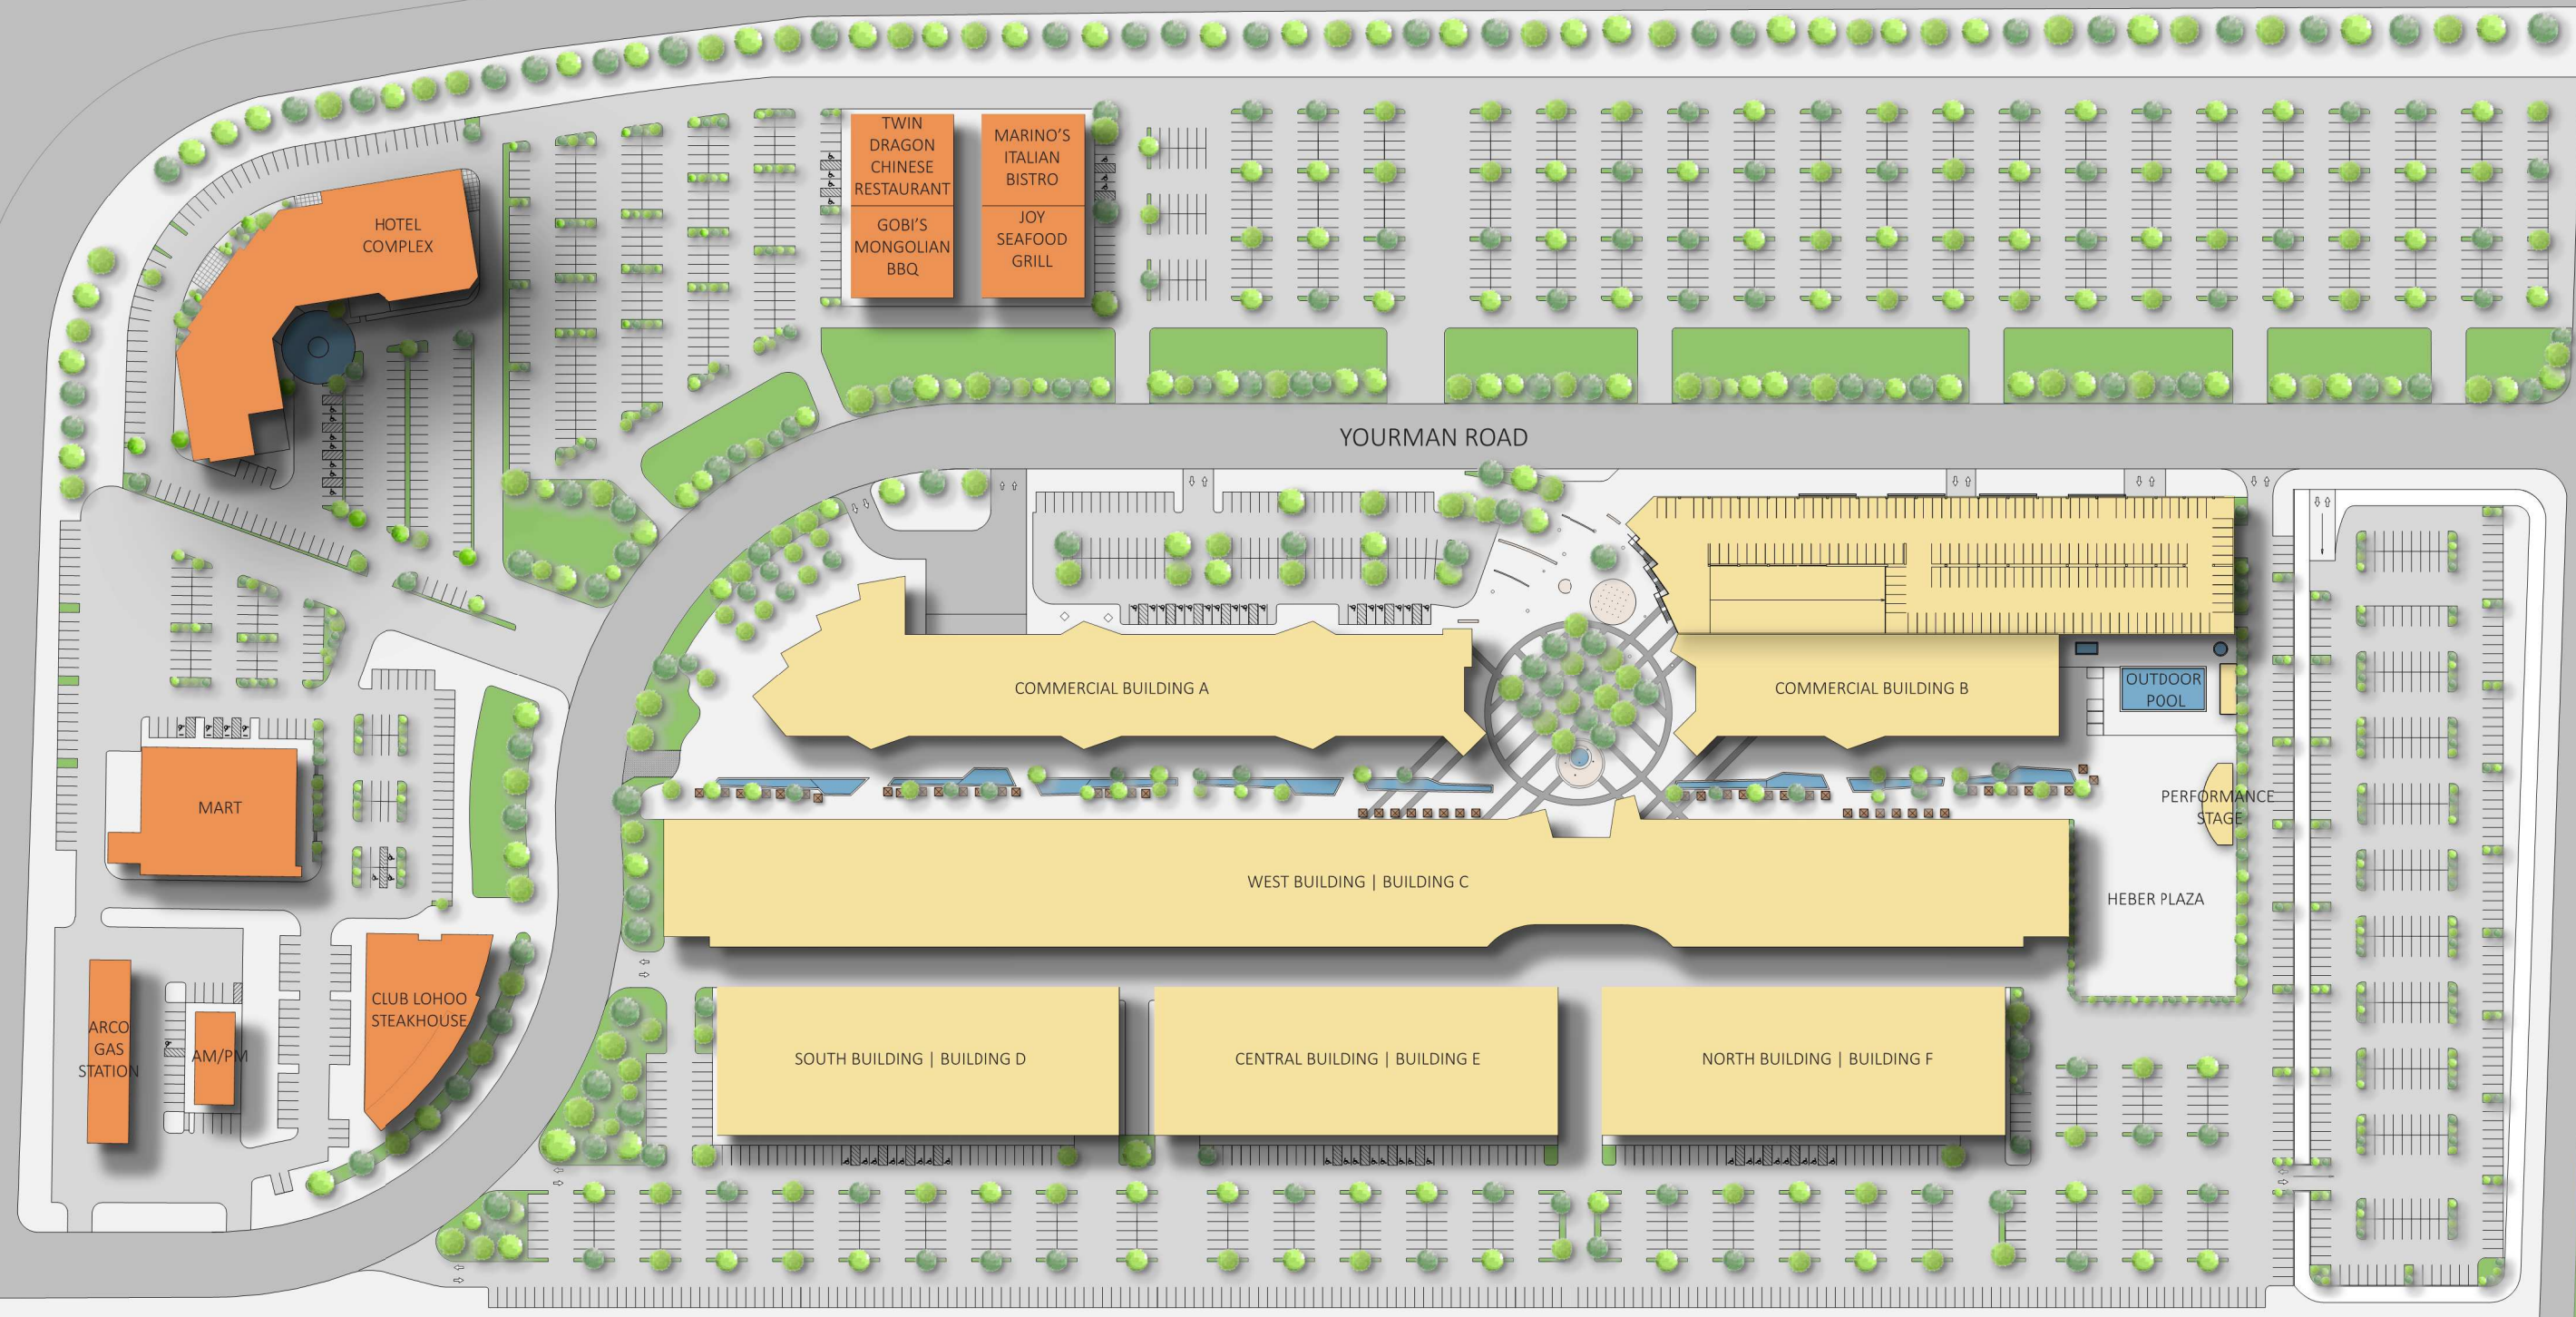 TWIN
DRAGON
CHINESE
RESTAURANT
MARINO'S
ITALIAN
BISTRO
GOBI'S
MONGOLIAN
BBQ
JOY
SEAFOOD
GRILL
HOTEL
COMPLEX
YOURMAN ROAD
COMMERCIAL BUILDING A
COMMERCIAL BUILDING B
OUTDOOR
POOL
MART
PERFORMANCE
STAGE
WEST BUILDING | BUILDING C
HEBER PLAZA
CLUB LOHOO
STEAKHOUSE
ARCO
GAS
STATION
AM/PM
SOUTH BUILDING | BUILDING D
CENTRAL BUILDING | BUILDING E
NORTH BUILDING | BUILDING F